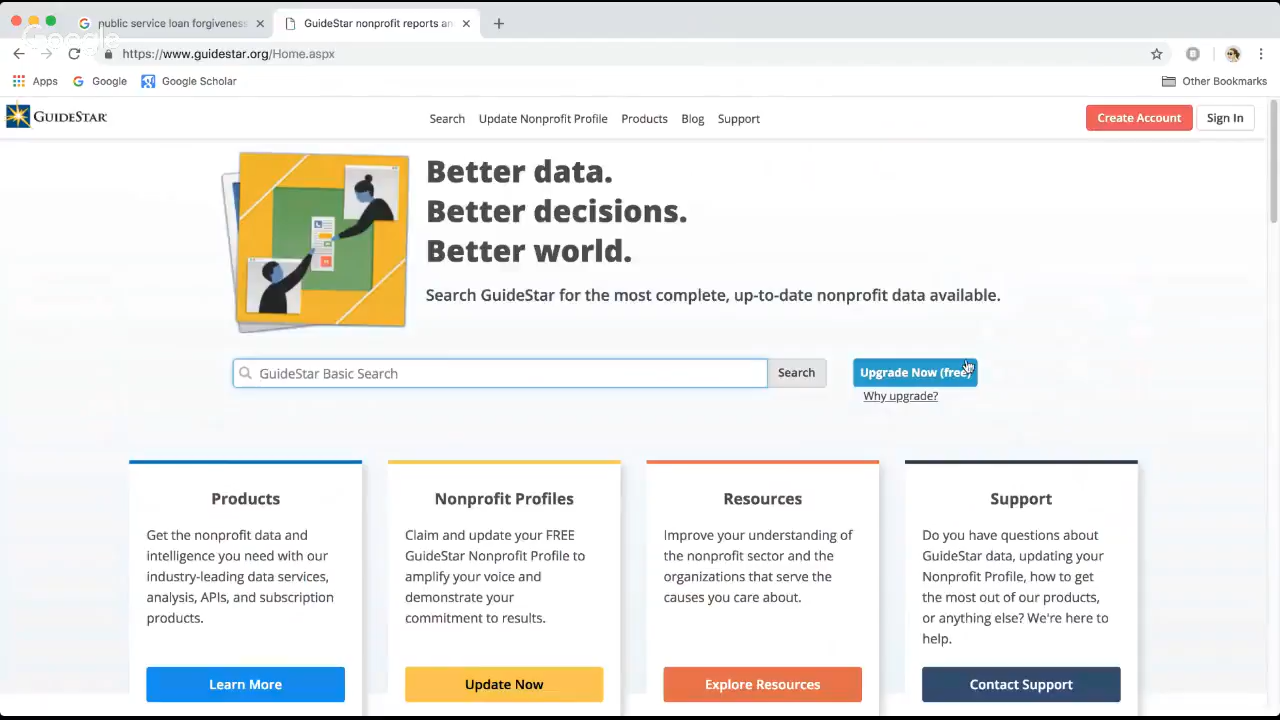 public service loan forgiveness
GuideStar nonprofit reports an
Google
https://www.guidestar.org/Home.aspx
Apps
Google
Google Scholar
Other Bookmarks
GUIDESTAR
Search
Update Nonprofit Profile
Products
Blog
Support
Create Account
Sign In
Better data.
Better decisions.
Better world.
Search GuideStar for the most complete, up-to-date nonprofit data available.
GuideStar Basic Search
Search
Upgrade Now (free)
Why upgrade?
Products
Get the nonprofit data and
intelligence you need with our
industry-leading data services,
analysis, APIs, and subscription
products.
Learn More
Nonprofit Profiles
Claim and update your FREE
GuideStar Nonprofit Profile to
amplify your voice and
demonstrate your
commitment to results.
Update Now
Resources
Improve your understanding of
the nonprofit sector and the
organizations that serve the
causes you care about.
Explore Resources
Support
Do you have questions about
GuideStar data, updating your
Nonprofit Profile, how to get
the most out of our products,
or anything else? We're here to
help.
Contact Support